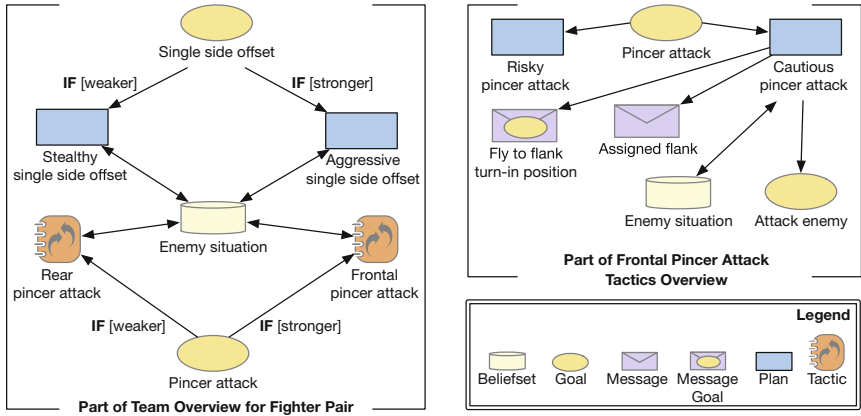 Single side offset
IF [weaker]
IF [stronger]
Stealthy
single side offset
Aggressive
single side offset
Enemy situation
Rear
pincer attack
Frontal
pincer attack
IF [weaker]
IF [stronger]
Pincer attack
Part of Team Overview for Fighter Pair
Risky
pincer attack
Pincer attack
Cautious
pincer attack
Fly to flank
turn-in position
Assigned flank
Enemy situation
Attack enemy
Part of Frontal Pincer Attack
Tactics Overview
Legend
Beliefset
Goal
Message
Message
Goal
Plan
Tactic